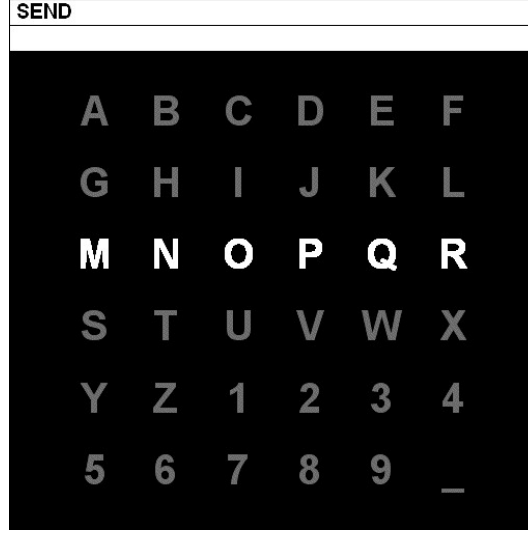 SEND
A B C D E F
G H I J K L
M N O P Q R
S T U V W X
Y Z 1 2 3 4
5 6 7 8 9 _